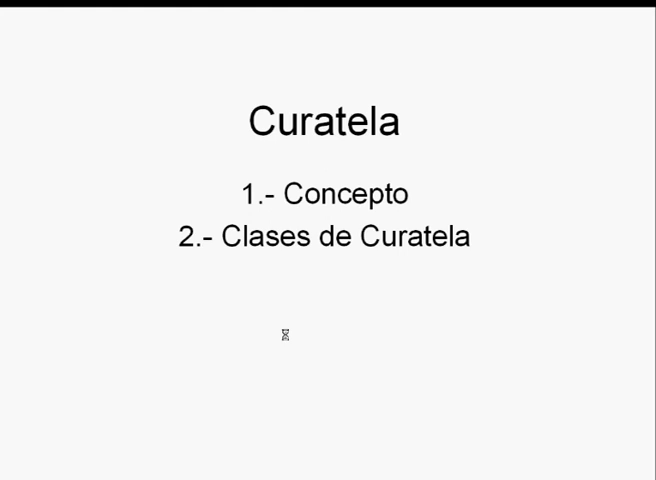 Curatela
1.- Concepto
2.- Clases de Curatela